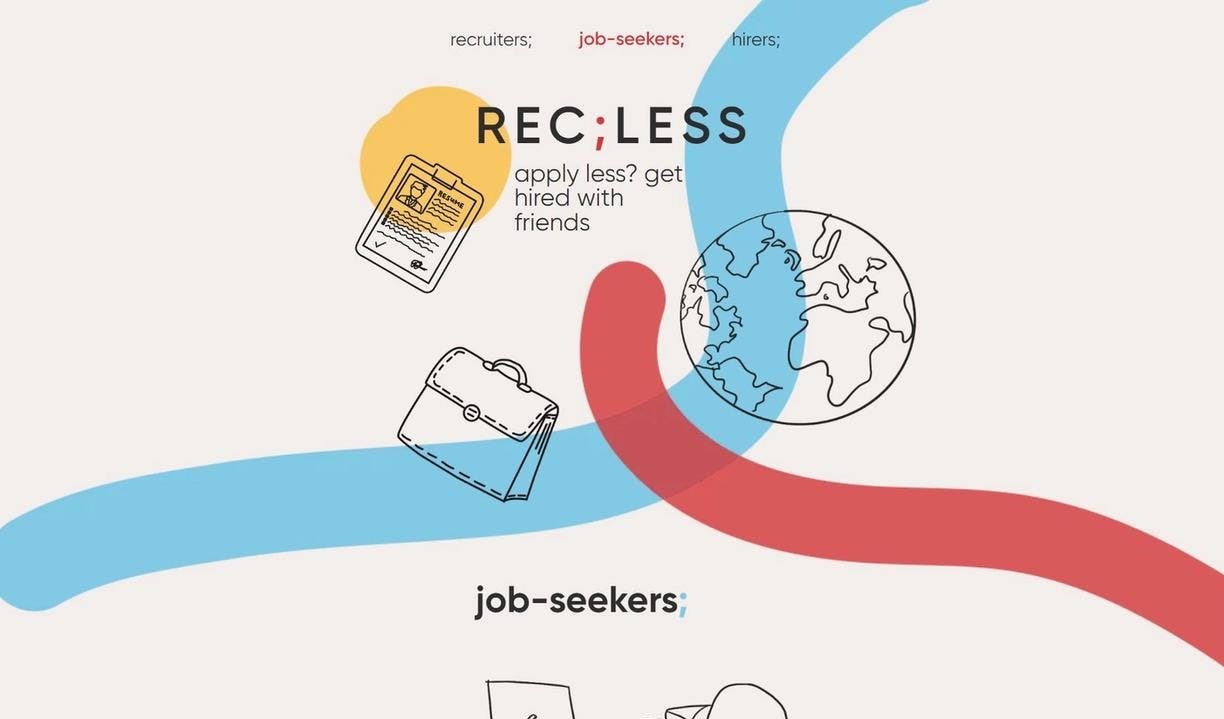 recruiters; job-seekers; hirers;
REC;LESS
apply less? get
hired with
friends
RESUME
job-seekers;